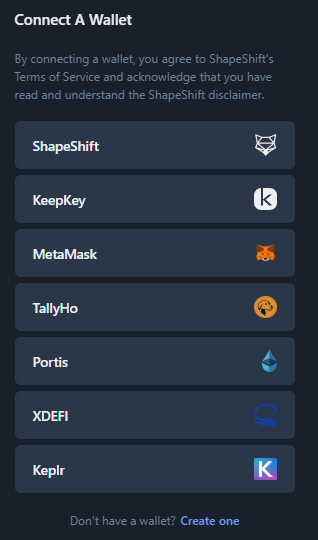 Connect A Wallet
By connecting a wallet, you agree to ShapeShift's
Terms of Service and acknowledge that you have
read and understand the ShapeShift disclaimer.
ShapeShift
KeepKey
MetaMask
TallyHo
Portis
XDEFI
Keplr
Don't have a wallet? Create one